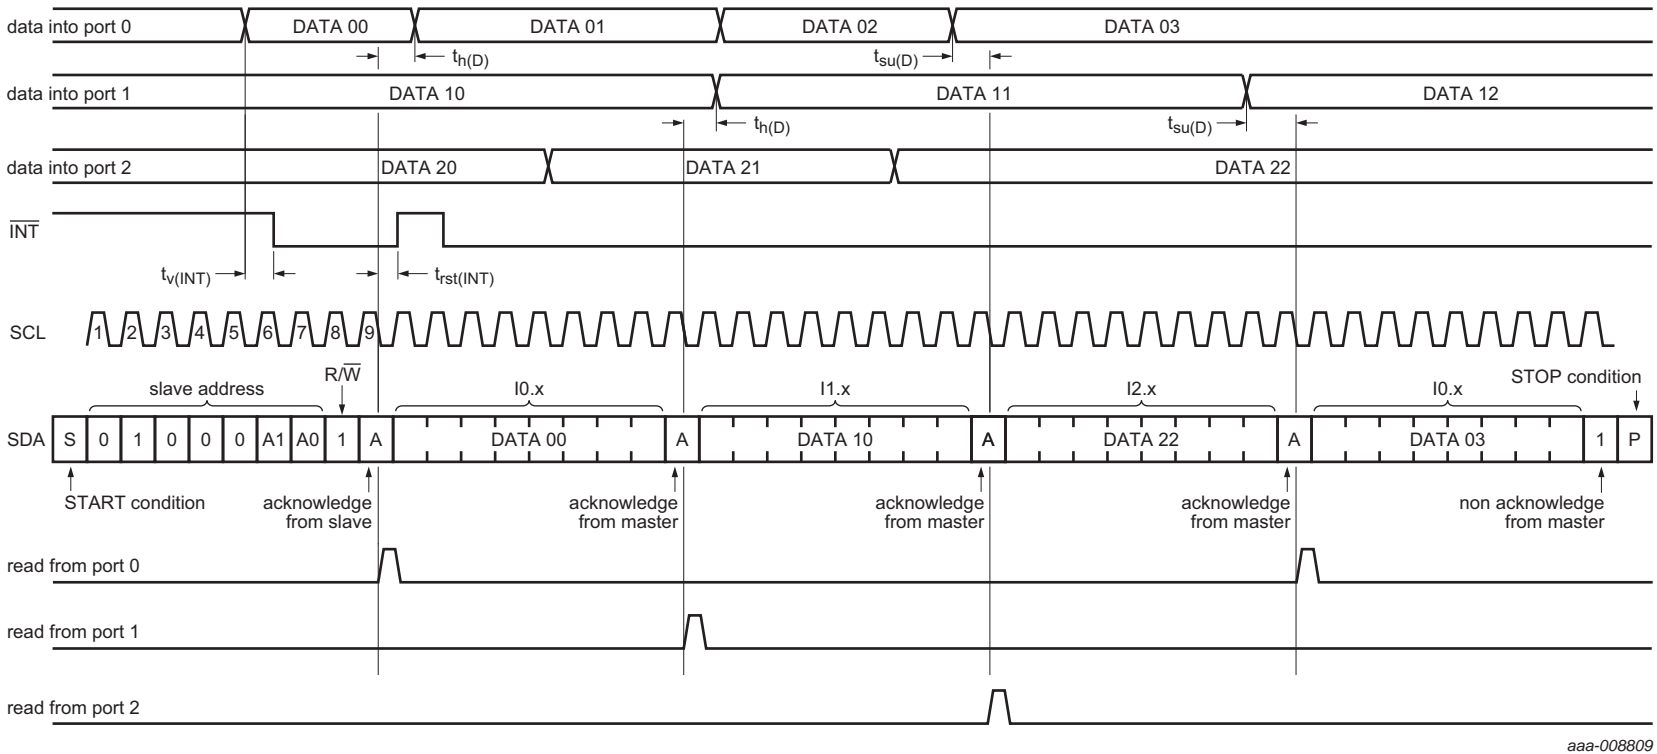 data into port 0 DATA 00 DATA 01 DATA 02 DATA 03
th(D) tsu(D)
data into port 1 DATA 10 DATA 11 DATA 12
th(D) tsu(D)
data into port 2 DATA 20 DATA 21 DATA 22
INT
tv(INT) trst(INT)
SCL 1 2 3 4 5 6 7 8 9
slave address R/W I0.x I1.x I2.x I0.x STOP condition
SDA S 0 1 0 0 0 A1 A0 1 A DATA 00 A DATA 10 A DATA 22 A DATA 03 1 P
START condition
acknowledge
from slave
acknowledge
from master
acknowledge
from master
acknowledge
from master
non acknowledge
from master
read from port 0
read from port 1
read from port 2
aaa-008809